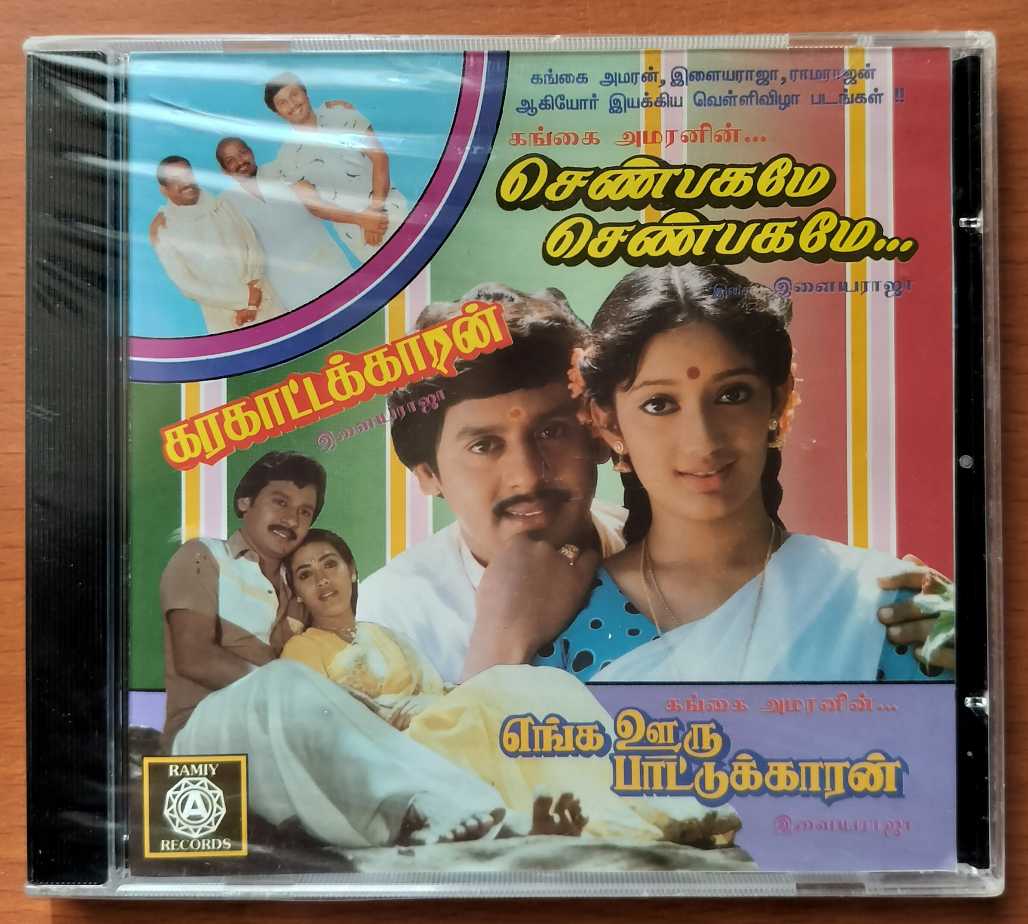 கங்கை அமரன், இளையராஜா, ராமராஜன்
ஆகியோர் இயக்கிய வெள்ளிவிழா படங்கள் !!
கங்கை அமரனின்...
செண்பகமே
செண்பகமே...
இசை இளையராஜா
கரகாட்டக்காரன்
இளையராஜா
கங்கை அமரனின்...
எங்க ஊரு
பாட்டுக்காரன்
இளையராஜா
RAMIY
A
RECORDS